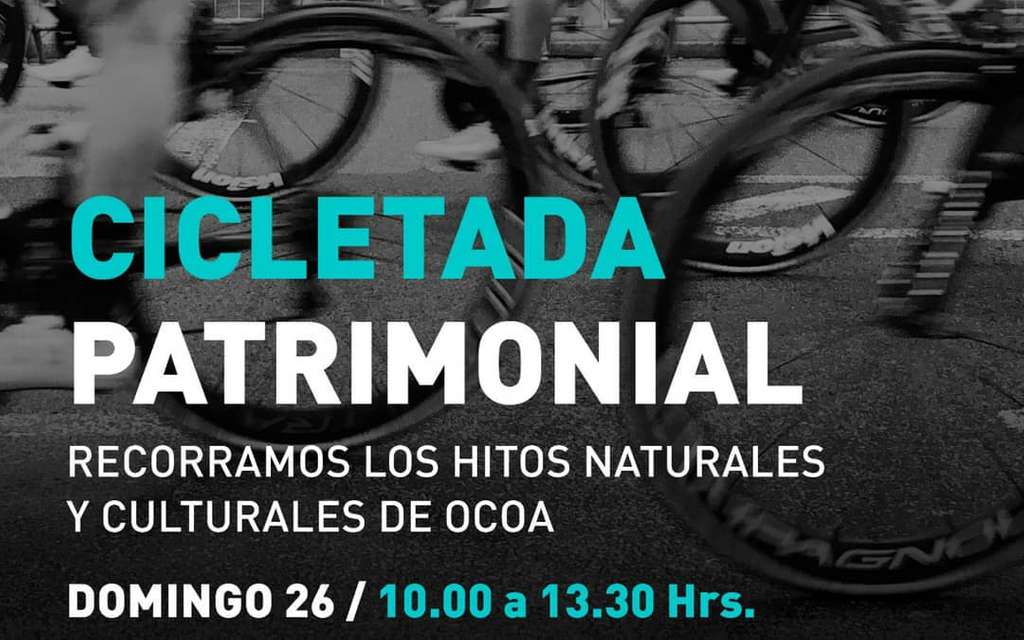 CICLETADA
PATRIMONIAL
RECORRAMOS LOS HITOS NATURALES
Y CULTURALES DE OCOA
DOMINGO 26 / 10.00 a 13.30 Hrs.